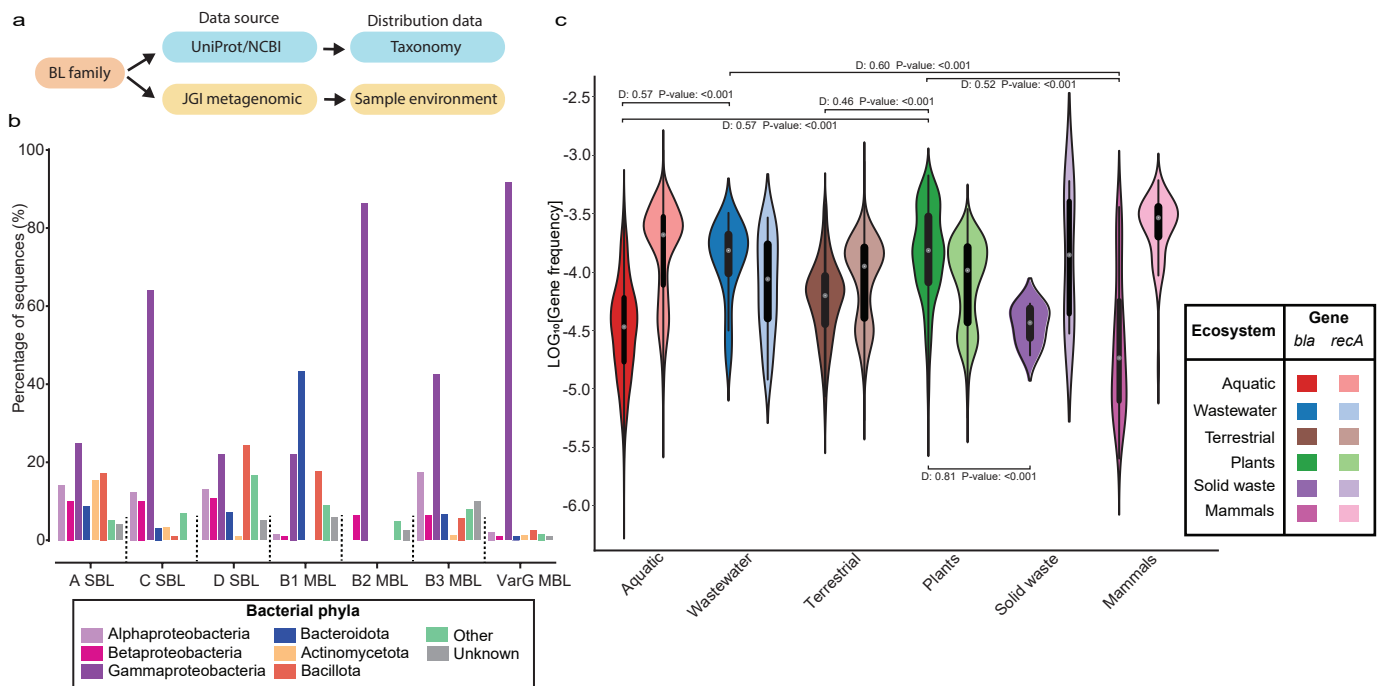 a
Data source
Distribution data
BL family
UniProt/NCBI
Taxonomy
JGI metagenomic
Sample environment
b
Percentage of sequences (%)
100
80
60
40
20
0
A SBL
C SBL
D SBL
B1 MBL
B2 MBL
B3 MBL
VarG MBL
Bacterial phyla
Alphaproteobacteria
Betaproteobacteria
Gammaproteobacteria
Bacteroidota
Actinomycetota
Bacillota
Other
Unknown
c
LOG₁₀[Gene frequency)
-2.5
-3.0
-3.5
-4.0
-4.5
-5.0
-5.5
-6.0
D: 0.60 P-value: <0.001
D: 0.52 P-value: <0.001
D: 0.57 P-value: <0.001
D: 0.46 P-value: <0.001
D: 0.57 P-value: <0.001
D: 0.81 P-value: <0.001
Aquatic
Wastewater
Terrestrial
Plants
Solid waste
Mammals
Ecosystem
Gene
bla recA
Aquatic
Wastewater
Terrestrial
Plants
Solid waste
Mammals